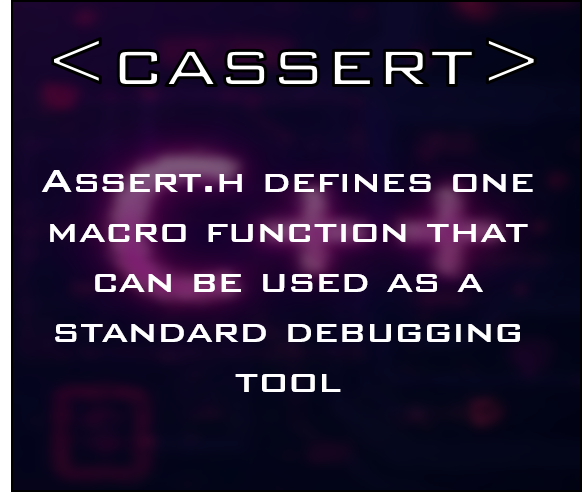 <CASSERT>
C++
ASSERT.H DEFINES ONE
MACRO FUNCTION THAT
CAN BE USED AS A
STANDARD DEBUGGING
TOOL